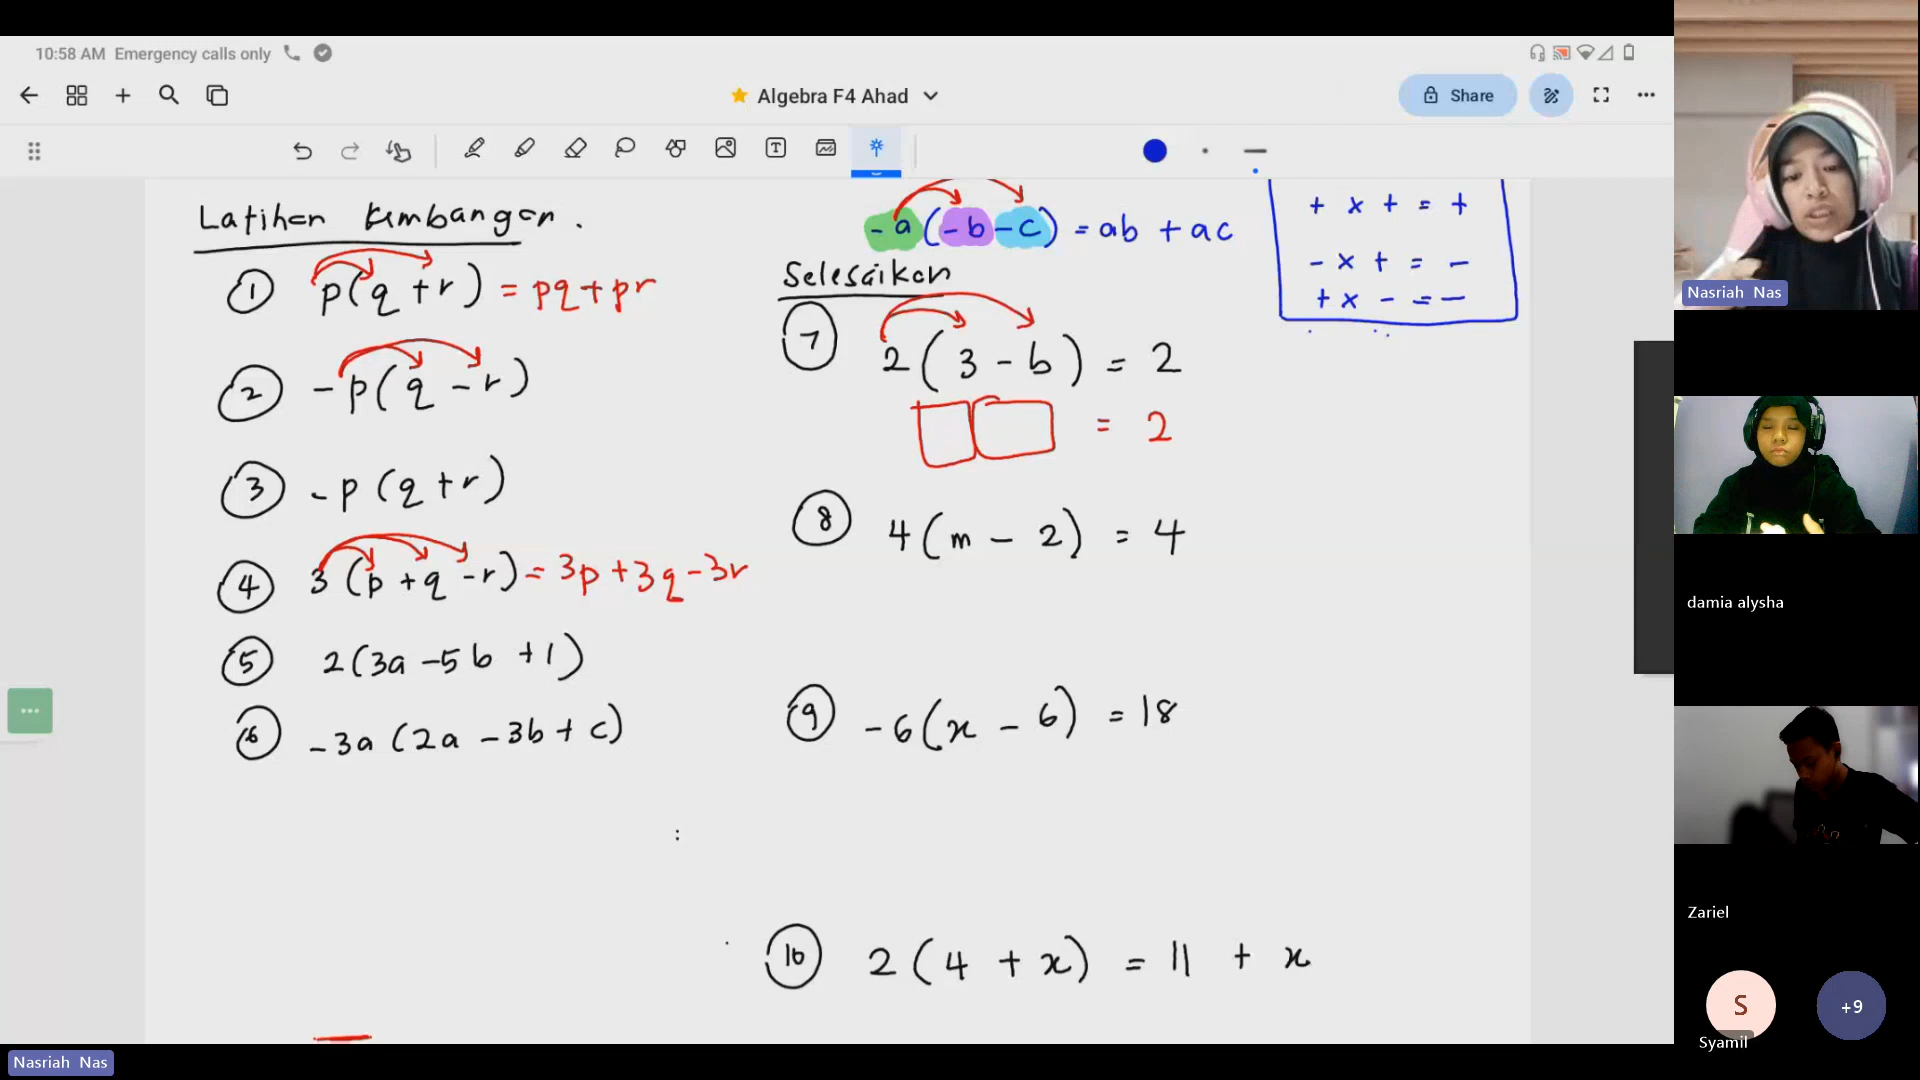 10:58 AM Emergency calls only
Algebra F4 Ahad
Share
Latihan kembangan.
① p(q+r) = pq+pr
② -p(q-r)
③ -p(q+r)
④ 3(p+q-r) = 3p+3q-3r
⑤ 2(3a-5b+1)
⑥ -3a(2a-3b+c)
-a(-b-c) = ab + ac
Selesaikan
⑦ 2(3-b) = 2
= 2
⑧ 4(m-2) = 4
⑨ -6(x-6) = 18
⑩ 2(4+x) = 11 + x
+ x + = +
- x + = -
+ x - = -
Nasriah Nas
damia alysha
Zariel
S
Syamil
+9
Nasriah Nas